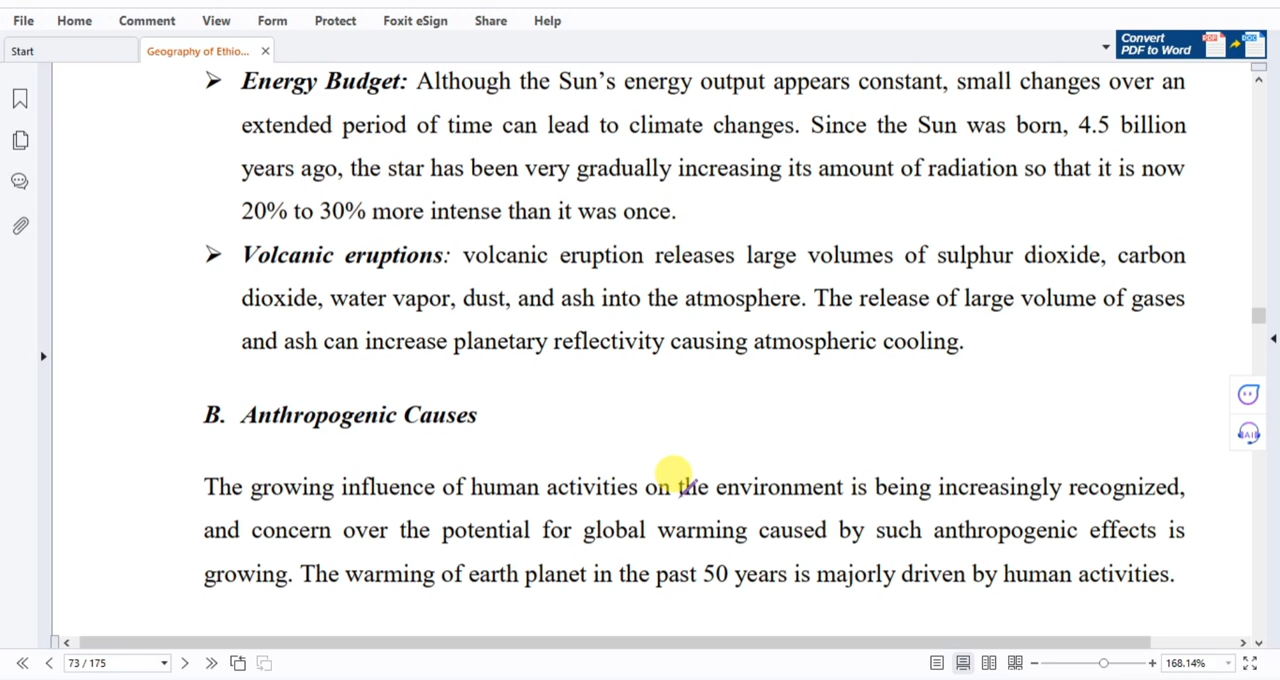 File Home Comment View Form Protect Foxit eSign Share Help
Start Geography of Ethio...
Convert
PDF to Word
➢ Energy Budget: Although the Sun's energy output appears constant, small changes over an
extended period of time can lead to climate changes. Since the Sun was born, 4.5 billion
years ago, the star has been very gradually increasing its amount of radiation so that it is now
20% to 30% more intense than it was once.
➢ Volcanic eruptions: volcanic eruption releases large volumes of sulphur dioxide, carbon
dioxide, water vapor, dust, and ash into the atmosphere. The release of large volume of gases
and ash can increase planetary reflectivity causing atmospheric cooling.
B. Anthropogenic Causes
The growing influence of human activities on the environment is being increasingly recognized,
and concern over the potential for global warming caused by such anthropogenic effects is
growing. The warming of earth planet in the past 50 years is majorly driven by human activities.
73 / 175 168.14%